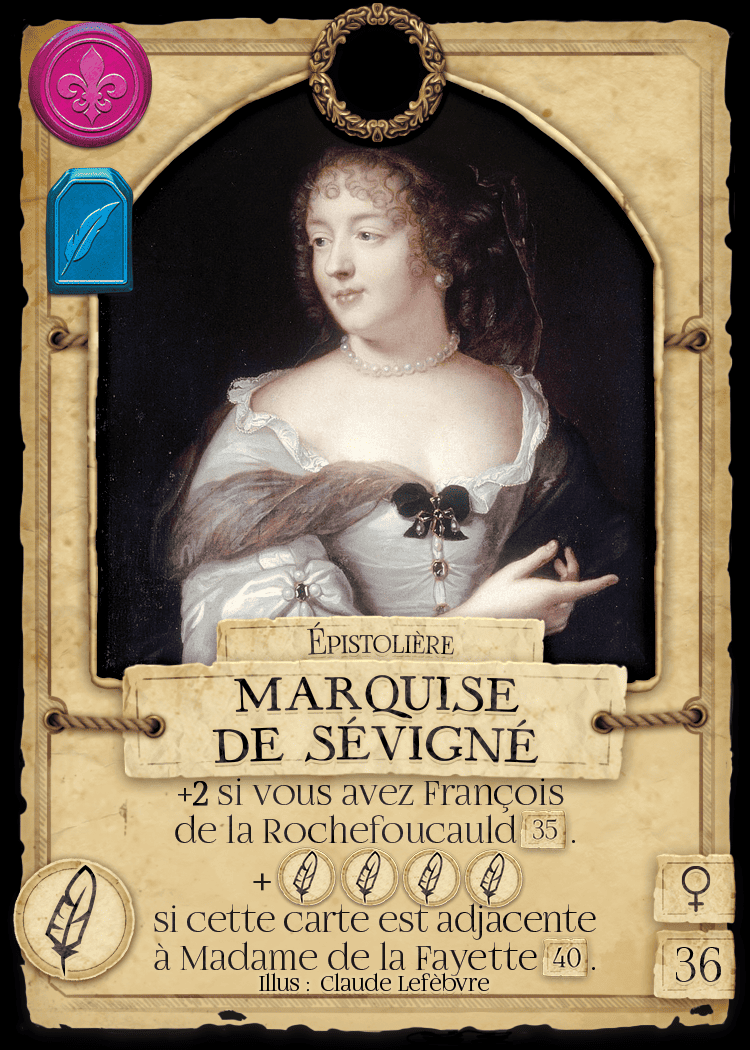 ÉPISTOLIÈRE
MARQUISE
DE SÉVIGNÉ
+2 si vous avez François
de la Rochefoucauld 35 .
+
si cette carte est adjacente
à Madame de la Fayette 40 .
Illus : Claude Lefèbvre
♀
36